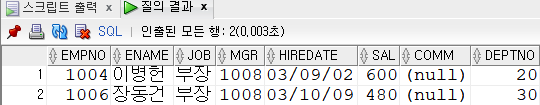 스크립트 출력 × 질의 결과 ×
SQL | 인출된 모든 행: 2(0,003초)
EMPNO ENAME JOB MGR HIREDATE SAL COMM DEPTNO
1 1004 이병헌 부장 1008 03/09/02 600 (null) 20
2 1006 장동건 부장 1008 03/10/09 480 (null) 30